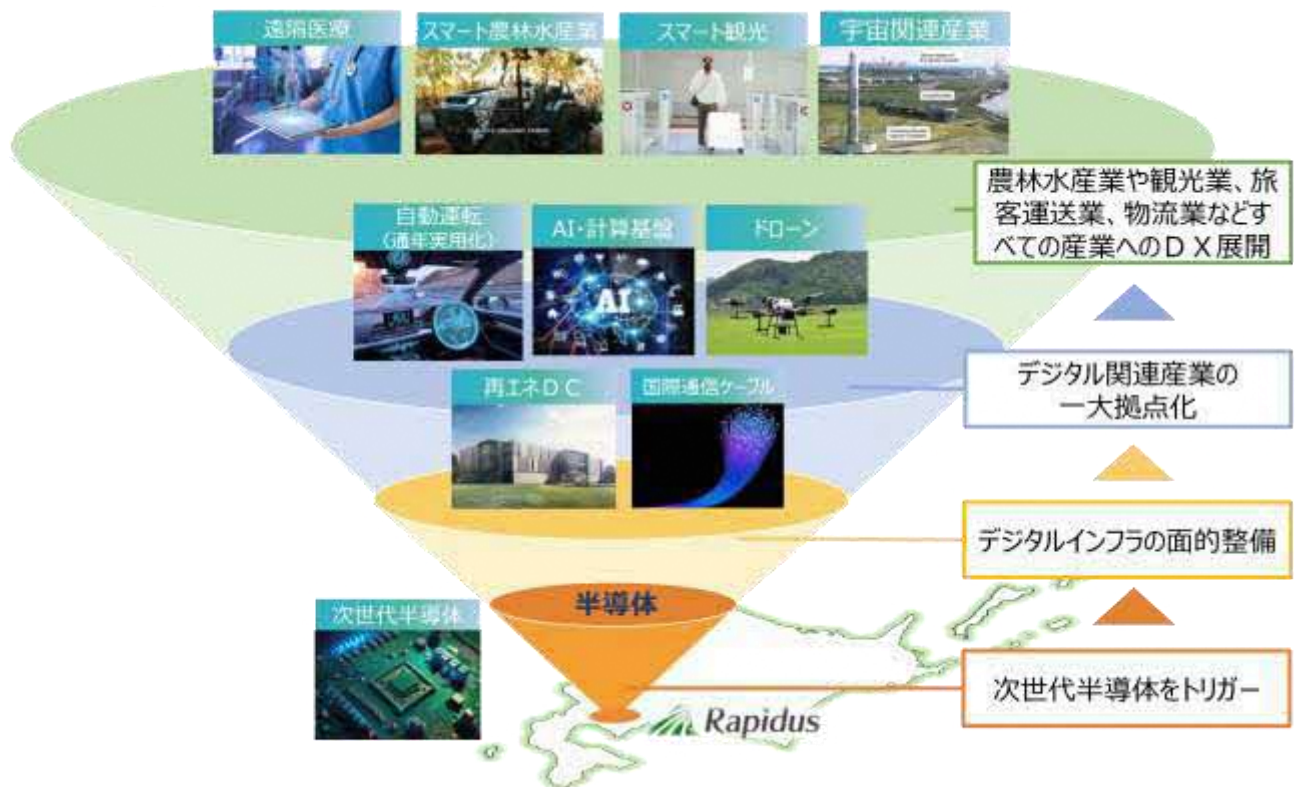 遠隔医療
スマート農林水産業
スマート観光
宇宙関連産業
農林水産業や観光業、旅
客運送業、物流業などす
べての産業へのＤＸ展開
自動運転
（通年実用化）
AI・計算基盤
ドローン
AI
デジタル関連産業の
一大拠点化
再エネＤＣ
国際通信ケーブル
デジタルインフラの面的整備
半導体
次世代半導体
次世代半導体をトリガー
Rapidus